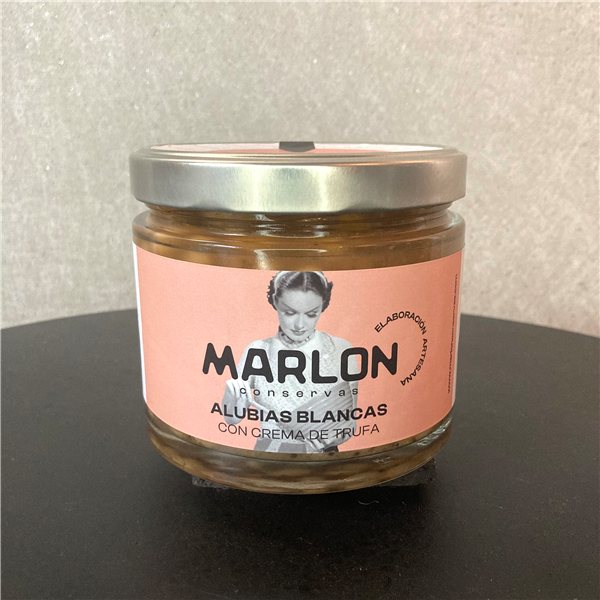 ELABORACIÓN ARTESANA
MARLON
conservas
ALUBIAS BLANCAS
CON CREMA DE TRUFA